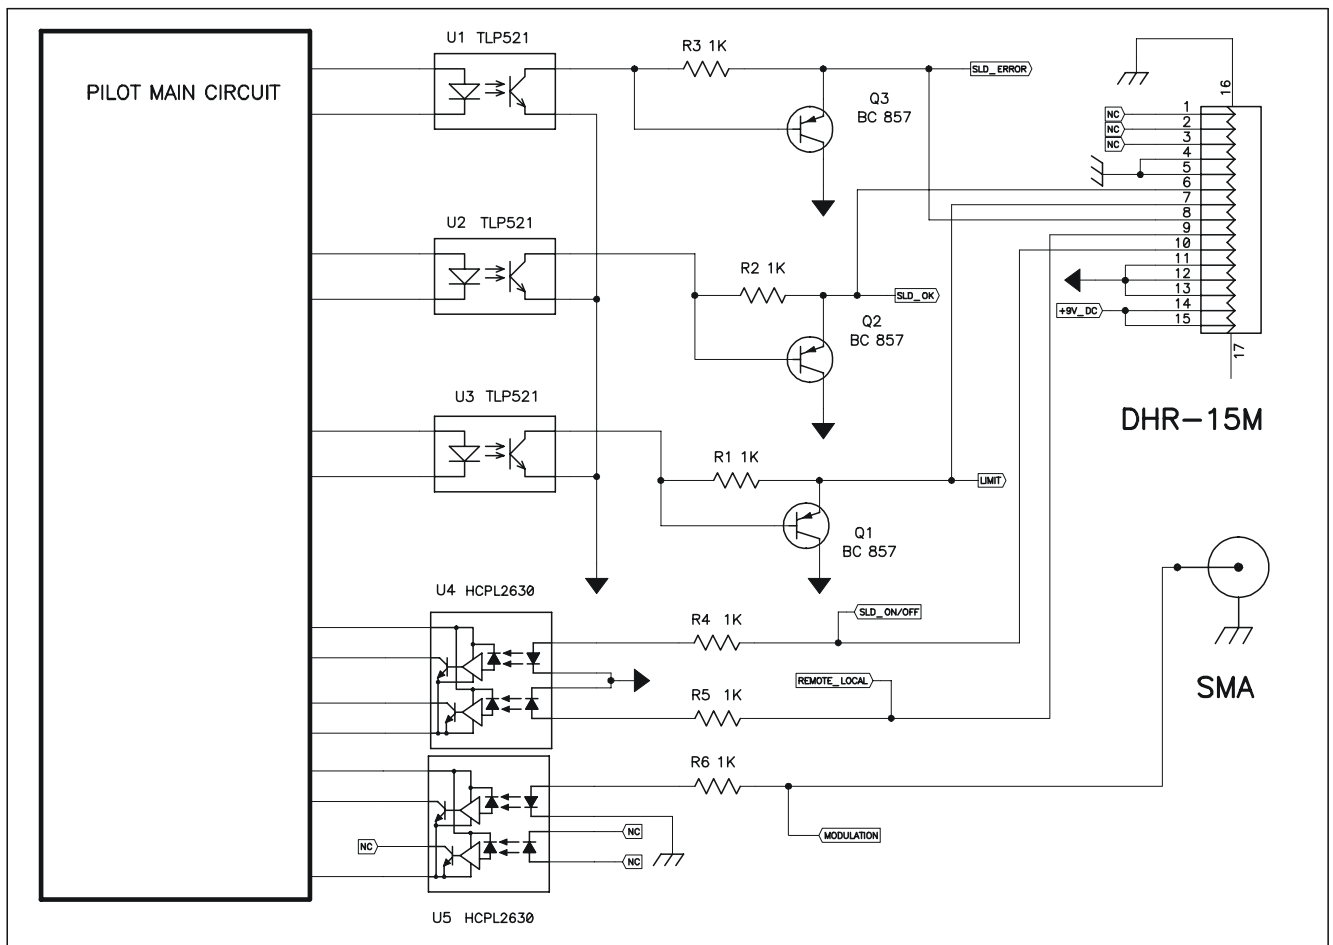 PILOT MAIN CIRCUIT
U1 TLP521
R3 1K
SLD_ERROR
Q3
BC 857
U2 TLP521
R2 1K
SLD_OK
Q2
BC 857
U3 TLP521
R1 1K
LIMIT
Q1
BC 857
U4 HCPL2630
R4 1K
SLD_ON/OFF
REMOTE_LOCAL
R5 1K
R6 1K
MODULATION
NC
NC
NC
U5 HCPL2630
16
NC
NC
NC
1
2
3
4
5
6
7
8
9
10
11
12
13
14
15
+9V_DC
17
DHR-15M
SMA